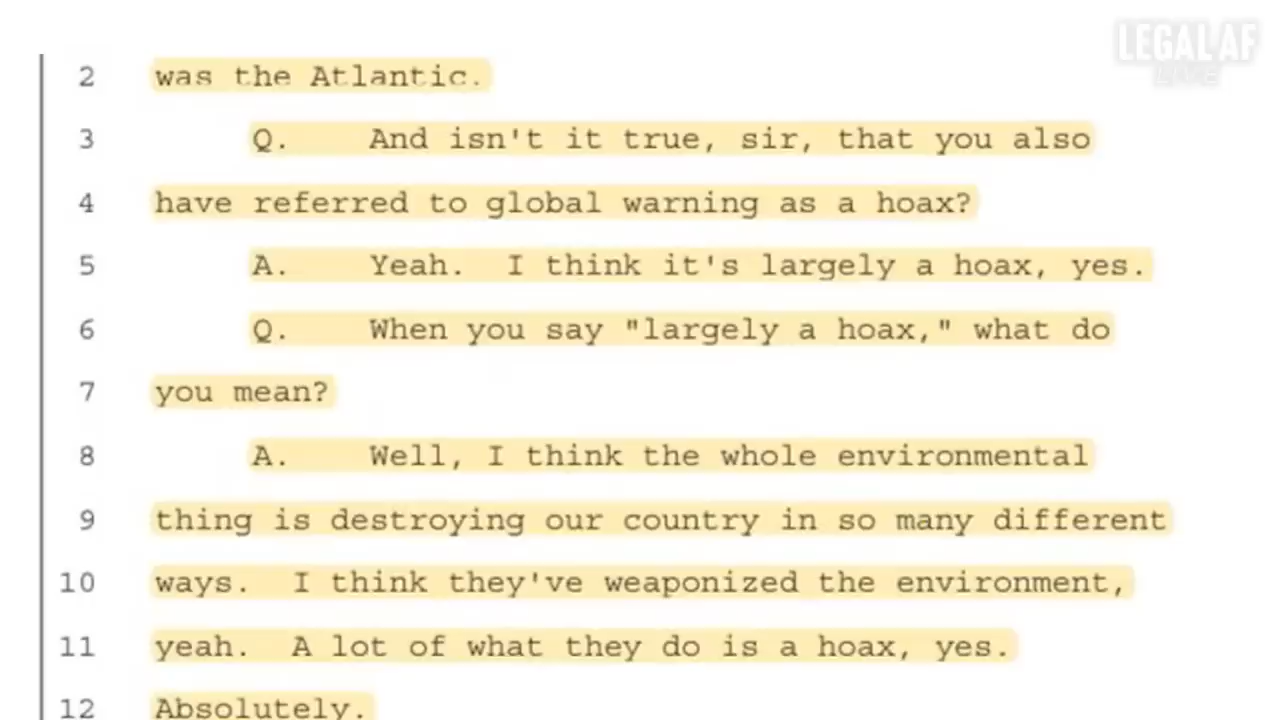 LEGAL AF
LIVE
2 was the Atlantic.
3 Q. And isn't it true, sir, that you also
4 have referred to global warning as a hoax?
5 A. Yeah. I think it's largely a hoax, yes.
6 Q. When you say "largely a hoax," what do
7 you mean?
8 A. Well, I think the whole environmental
9 thing is destroying our country in so many different
10 ways. I think they've weaponized the environment,
11 yeah. A lot of what they do is a hoax, yes.
12 Absolutely.